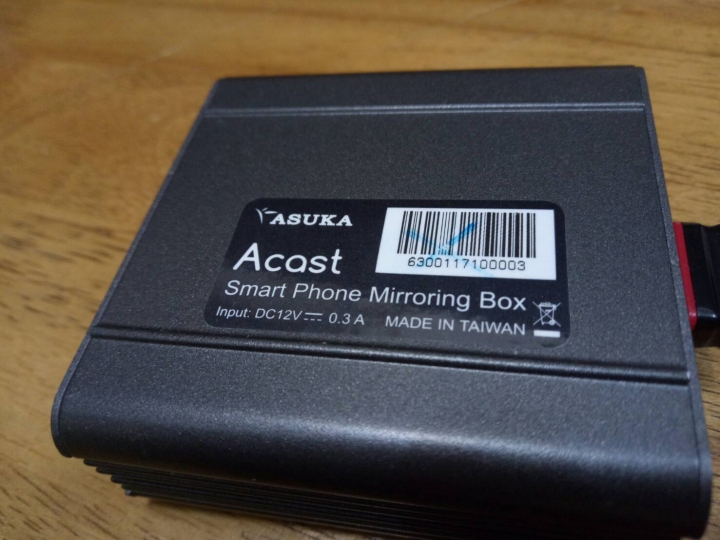 ASUKA
6300117100003
Acast
Smart Phone Mirroring Box
Input: DC12V⎓ 0.3 A MADE IN TAIWAN